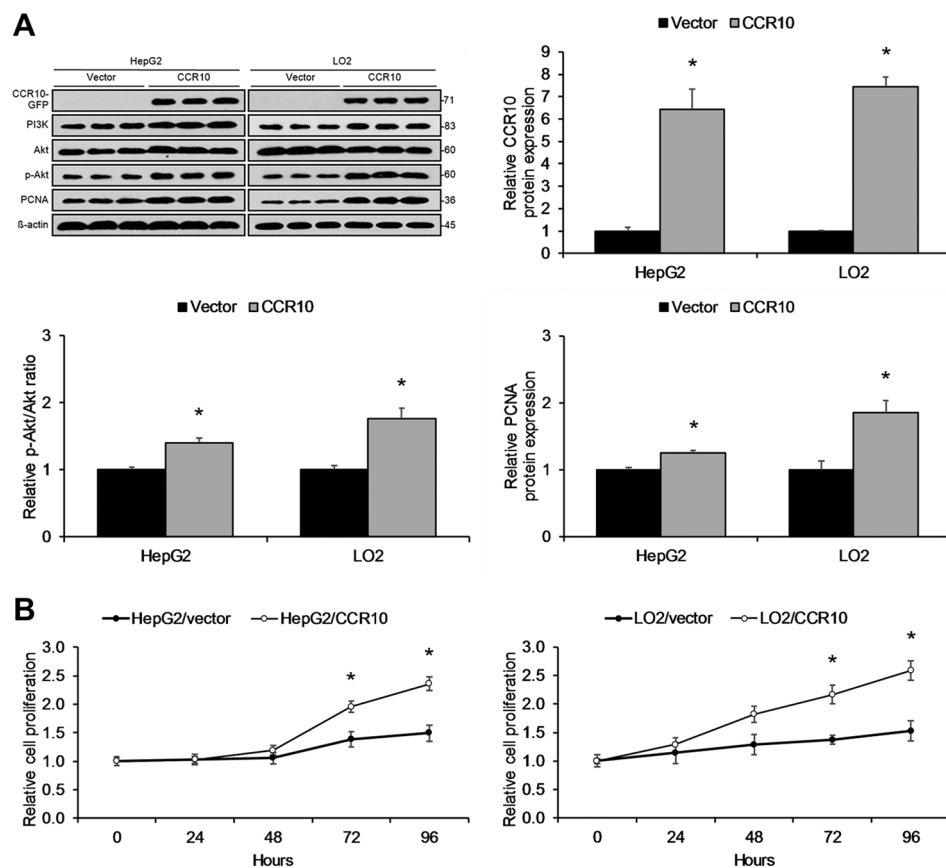 A
HepG2 LO2
Vector CCR10 Vector CCR10
CCR10-
GFP
-71
PI3K -83
Akt -60
p-Akt -60
PCNA -36
ß-actin -45
Vector CCR10
Relative CCR10
protein expression
9
8
7
6
5
4
3
2
1
0
* *
HepG2 LO2
Vector CCR10
Relative p-Akt/Akt ratio
3
2
1
0
* *
HepG2 LO2
Vector CCR10
Relative PCNA
protein expression
3
2
1
0
* *
HepG2 LO2
B
HepG2/vector HepG2/CCR10
Relative cell proliferation
3.0
2.5
2.0
1.5
1.0
0.5
0.0
* *
0 24 48 72 96
Hours
LO2/vector LO2/CCR10
Relative cell proliferation
3.0
2.5
2.0
1.5
1.0
0.5
0.0
* *
0 24 48 72 96
Hours